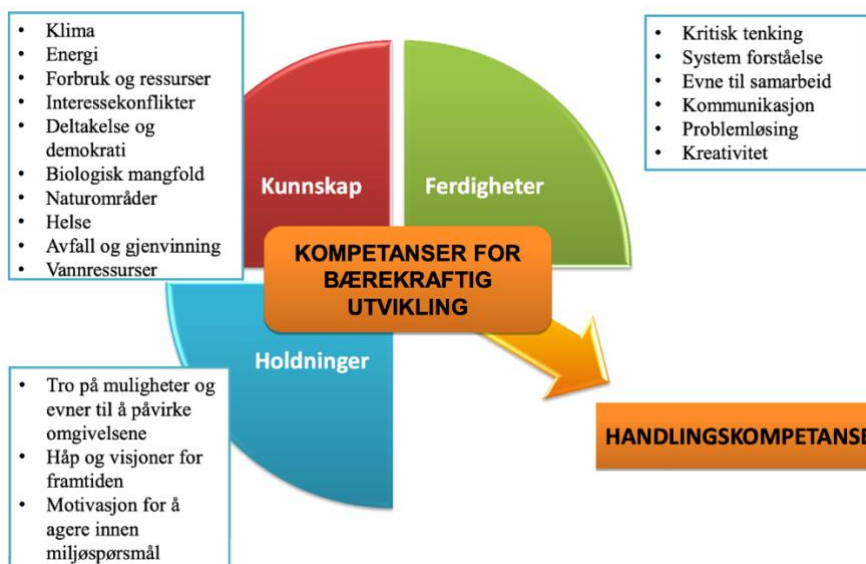 • Klima
• Energi
• Forbruk og ressurser
• Interessekonflikter
• Deltakelse og
demokrati
• Biologisk mangfold
• Naturområder
• Helse
• Avfall og gjenvinning
• Vannressurser
Kunnskap
Ferdigheter
• Kritisk tenking
• System forståelse
• Evne til samarbeid
• Kommunikasjon
• Problemløsing
• Kreativitet
KOMPETANSER FOR
BÆREKRAFTIG
UTVIKLING
Holdninger
• Tro på muligheter og
evner til å påvirke
omgivelsene
• Håp og visjoner for
framtiden
• Motivasjon for å
agere innen
miljøspørsmål
HANDLINGSKOMPETANSE